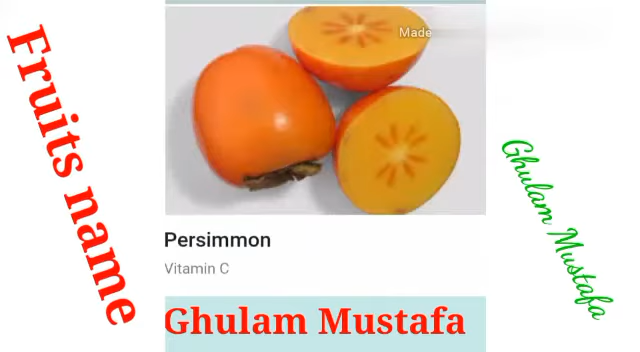 Fruits name
Made
Persimmon
Vitamin C
Ghulam Mustafa
Ghulam Mustafa